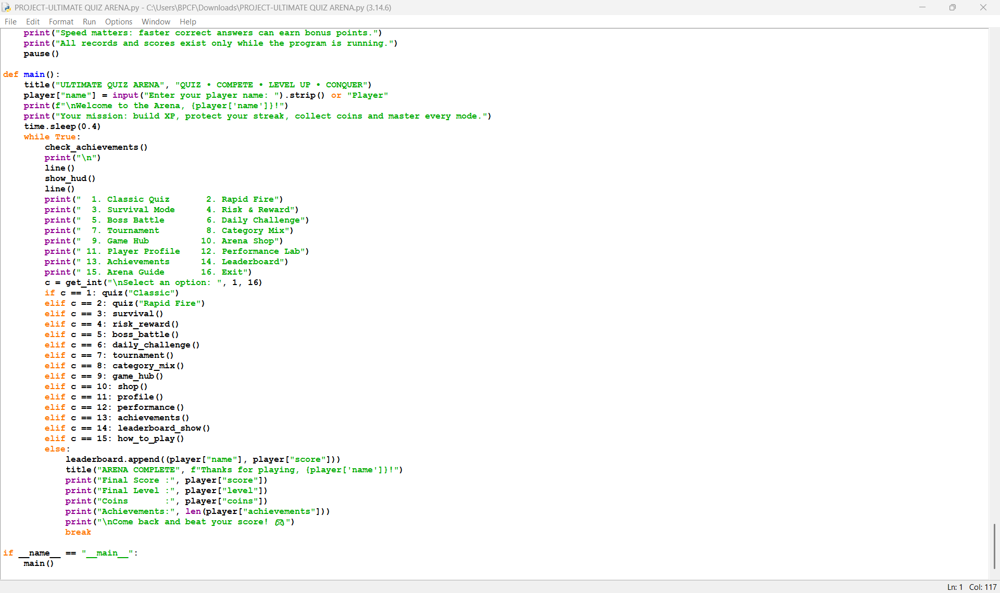 PROJECT-ULTIMATE QUIZ ARENA.py - C:\Users\BPCF\Downloads\PROJECT-ULTIMATE QUIZ ARENA.py (3.14.6)
File Edit Format Run Options Window Help
    print("Speed matters: faster correct answers can earn bonus points.")
    print("All records and scores exist only while the program is running.")
    pause()

def main():
    title("ULTIMATE QUIZ ARENA", "QUIZ • COMPETE • LEVEL UP • CONQUER")
    player["name"] = input("Enter your player name: ").strip() or "Player"
    print(f"\nWelcome to the Arena, {player['name']}!")
    print("Your mission: build XP, protect your streak, collect coins and master every mode.")
    time.sleep(0.4)
    while True:
        check_achievements()
        print("\n")
        line()
        show_hud()
        line()
        print("  1. Classic Quiz       2. Rapid Fire")
        print("  3. Survival Mode      4. Risk & Reward")
        print("  5. Boss Battle        6. Daily Challenge")
        print("  7. Tournament         8. Category Mix")
        print("  9. Game Hub          10. Arena Shop")
        print(" 11. Player Profile    12. Performance Lab")
        print(" 13. Achievements      14. Leaderboard")
        print(" 15. Arena Guide       16. Exit")
        c = get_int("\nSelect an option: ", 1, 16)
        if c == 1: quiz("Classic")
        elif c == 2: quiz("Rapid Fire")
        elif c == 3: survival()
        elif c == 4: risk_reward()
        elif c == 5: boss_battle()
        elif c == 6: daily_challenge()
        elif c == 7: tournament()
        elif c == 8: category_mix()
        elif c == 9: game_hub()
        elif c == 10: shop()
        elif c == 11: profile()
        elif c == 12: performance()
        elif c == 13: achievements()
        elif c == 14: leaderboard_show()
        elif c == 15: how_to_play()
        else:
            leaderboard.append((player["name"], player["score"]))
            title("ARENA COMPLETE", f"Thanks for playing, {player['name']}!")
            print("Final Score :", player["score"])
            print("Final Level :", player["level"])
            print("Coins       :", player["coins"])
            print("Achievements:", len(player["achievements"]))
            print("\nCome back and beat your score! 🎮")
            break

if __name__ == "__main__":
    main()
Ln: 1 Col: 117